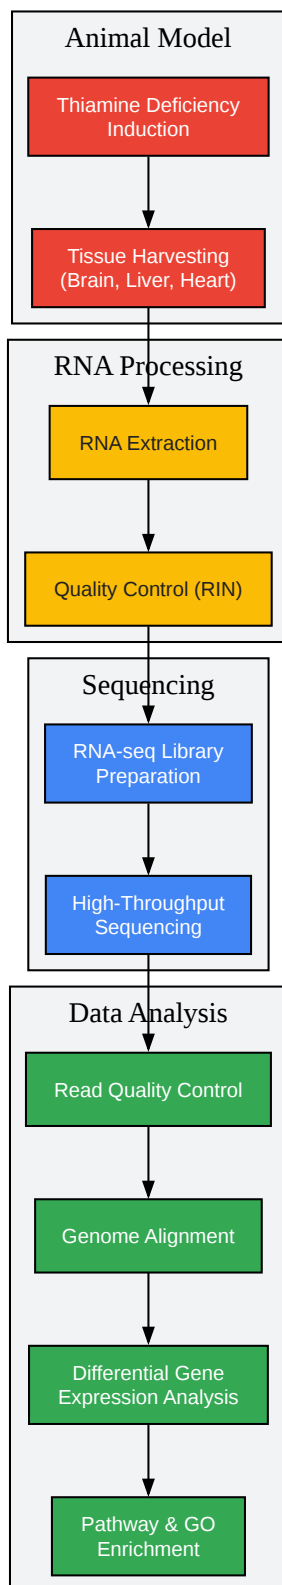 Animal Model
Thiamine Deficiency
Induction
Tissue Harvesting
(Brain, Liver, Heart)
RNA Processing
RNA Extraction
Quality Control (RIN)
Sequencing
RNA-seq Library
Preparation
High-Throughput
Sequencing
Data Analysis
Read Quality Control
Genome Alignment
Differential Gene
Expression Analysis
Pathway & GO
Enrichment